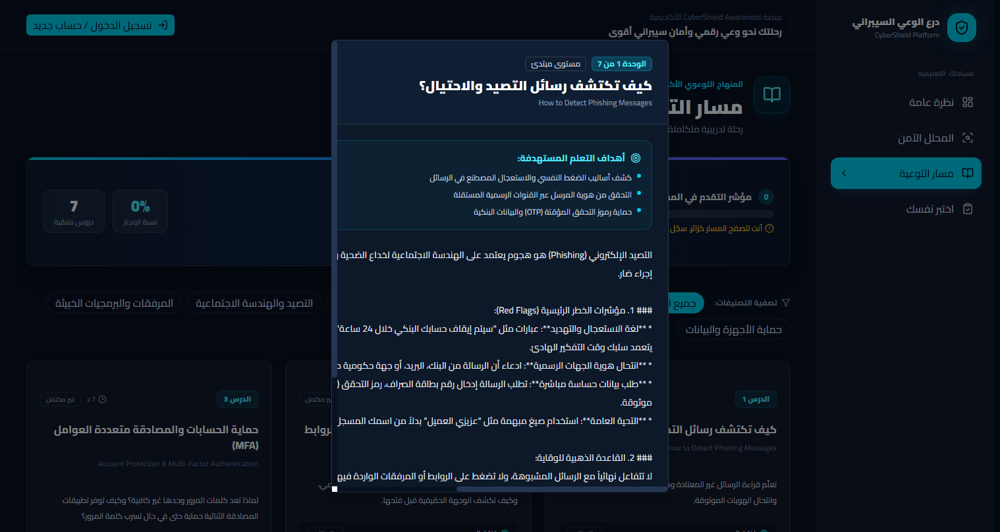 درع الوعي السيبراني
CyberShield Platform
مساحتك التعليمية
نظرة عامة
المحلل الآمن
مسار التوعية
اختبر نفسك
منصة CyberShield Awareness الأكاديمية
رحلتك نحو وعي رقمي وأمان سيبراني أقوى
تسجيل الدخول / حساب جديد
المنهاج التوعوي
مسار
رحلة تدريبية متكاملة
0
مؤشر التقدم في
أنت تتصفح المسار كزائر. سجّل
0%
نسبة الإنجاز
7
دروس متبقية
تصفية التصنيفات:
جميع
التصيد والهندسة الاجتماعية
المرفقات والبرمجيات الخبيثة
حماية الأجهزة والبيانات
الوحدة 1 من 7
مستوى مبتدئ
كيف تكتشف رسائل التصيد والاحتيال؟
How to Detect Phishing Messages
أهداف التعلم المستهدفة:
كشف أساليب الضغط النفسي والاستعجال المصطنع في الرسائل
التحقق من هوية المرسل عبر القنوات الرسمية المستقلة
حماية رموز التحقق المؤقتة (OTP) والبيانات البنكية
التصيد الإلكتروني (Phishing) هو هجوم يعتمد على الهندسة الاجتماعية لخداع الضحية
إجراء ضار.
### 1. مؤشرات الخطر الرئيسية (Red Flags):
* **لغة الاستعجال والتهديد**: عبارات مثل "سيتم إيقاف حسابك البنكي خلال 24 ساعة"
يتعمد سلبك وقت التفكير الهادئ.
* **انتحال هوية الجهات الرسمية**: ادعاء أن الرسالة من البنك، البريد، أو جهة حكومية
* **طلب بيانات حساسة مباشرة**: تطلب الرسالة إدخال رقم بطاقة الصراف، رمز التحقق (
موثوقة.
* **التحية العامة**: استخدام صيغ مبهمة مثل "عزيزي العميل" بدلاً من اسمك المسجل
### 2. القاعدة الذهبية للوقاية:
لا تتفاعل نهائياً مع الرسائل المشبوهة، ولا تضغط على الروابط أو المرفقات الواردة فيها
الدرس 1
كيف تكتشف رسائل
How to Detect Phishing Messages
تعلّم قراءة الرسائل غير المعتادة
وانتحال الهويات الموثوقة.
غير مكتمل
وكيف تكشف الوجهة الحقيقية قبل فتحها.
الدرس 3
7 د
غير مكتمل
حماية الحسابات والمصادقة متعددة العوامل
(MFA)
Account Protection & Multi-Factor Authentication
لماذا تعد كلمات المرور وحدها غير كافية؟ وكيف توفر تطبيقات
المصادقة الثنائية حماية حتى في حال تسرب كلمة المرور؟